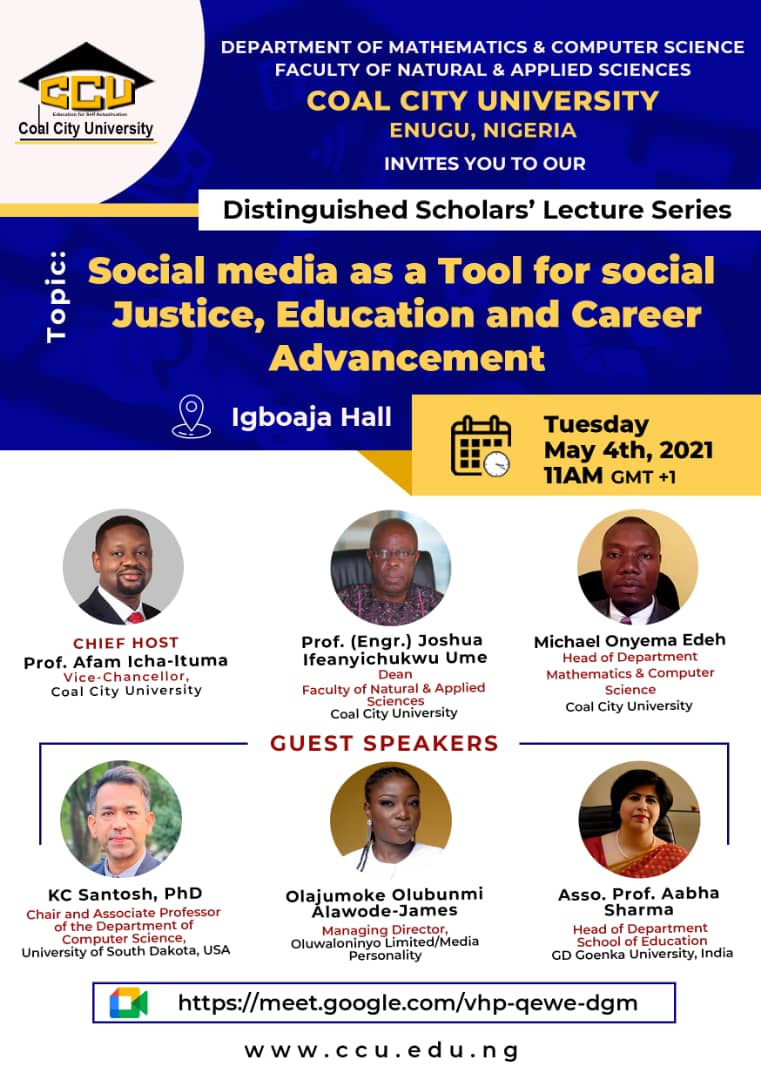 DEPARTMENT OF MATHEMATICS & COMPUTER SCIENCE
FACULTY OF NATURAL & APPLIED SCIENCES
COAL CITY UNIVERSITY
ENUGU, NIGERIA
INVITES YOU TO OUR
CCU
Education for Self Actualisation
Coal City University
Distinguished Scholars’ Lecture Series
Topic:
Social media as a Tool for social
Justice, Education and Career
Advancement
Igboaja Hall
Tuesday
May 4th, 2021
11AM GMT +1
CHIEF HOST
Prof. Afam Icha-Ituma
Vice-Chancellor,
Coal City University
Prof. (Engr.) Joshua
Ifeanyichukwu Ume
Dean
Faculty of Natural & Applied
Sciences
Coal City University
Michael Onyema Edeh
Head of Department
Mathematics & Computer
Science
Coal City University
GUEST SPEAKERS
KC Santosh, PhD
Chair and Associate Professor
of the Department of
Computer Science,
University of South Dakota, USA
Olajumoke Olubunmi
Alawode-James
Managing Director,
Oluwaloninyo Limited/Media
Personality
Asso. Prof. Aabha
Sharma
Head of Department
School of Education
GD Goenka University, India
https://meet.google.com/vhp-qewe-dgm
www.ccu.edu.ng